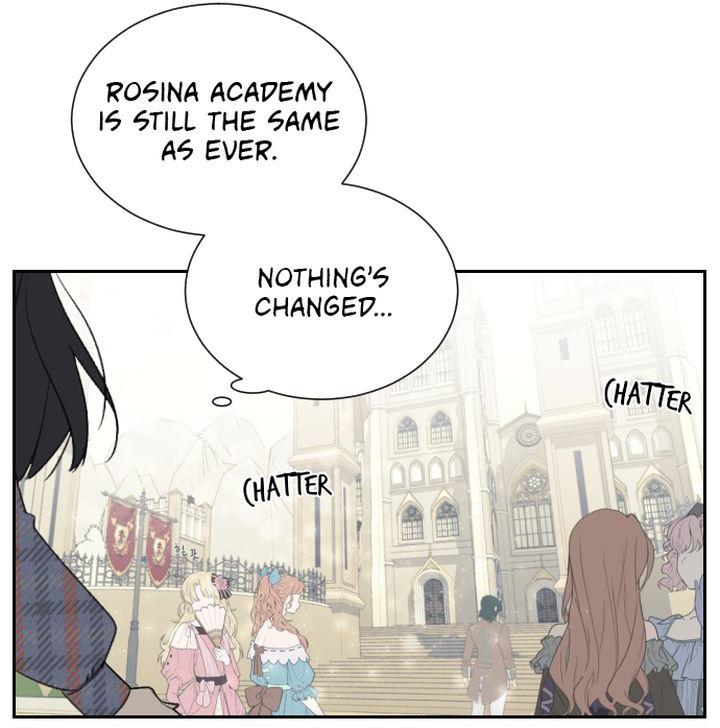 ROSINA ACADEMY
IS STILL THE SAME
AS EVER.
NOTHING'S
CHANGED...
CHATTER
CHATTER